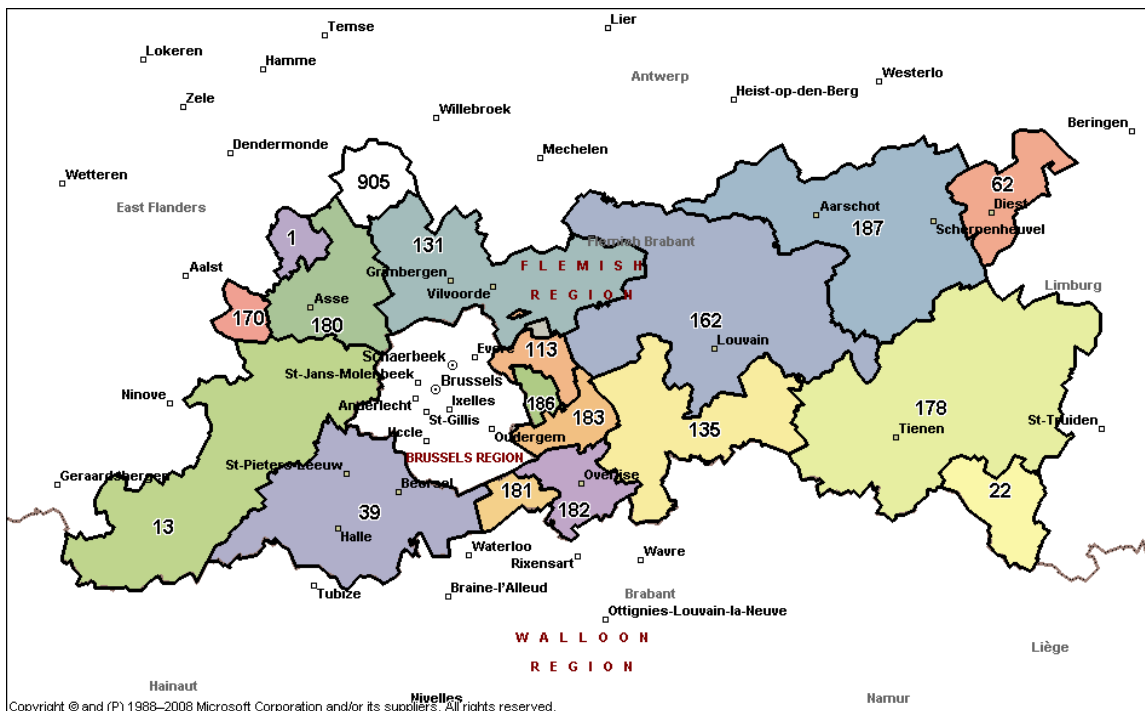 Lier
Temse
Lokeren
Hamme
Antwerp
Westerlo
Zele
Heist-op-den-Berg
Willebroek
Beringen
Dendermonde
Mechelen
905
62
Wetteren
East Flanders
Diest
Aarschot
Scherpenheuvel
187
1
131
Flemish Brabant
F L E M I S H
Aalst
Grimbergen
Vilvoorde
R E G I O N
Limburg
Asse
170
180
162
Louvain
Schaerbeek
Evere
113
St-Jans-Molenbeek
Brussels
Ninove
Ixelles
Anderlecht
186
178
St-Gillis
183
135
St-Truiden
Uccle
Oudergem
Tienen
BRUSSELS REGION
St-Pieters-Leeuw
Geraardsbergen
Overijse
Beersel
181
22
13
39
182
Halle
Waterloo
Rixensart
Wavre
Tubize
Braine-l'Alleud
Brabant
Ottignies-Louvain-la-Neuve
W A L L O O N
Liège
R E G I O N
Hainaut
Nivelles
Namur
Copyright © and (P) 1988–2008 Microsoft Corporation and/or its suppliers. All rights reserved.